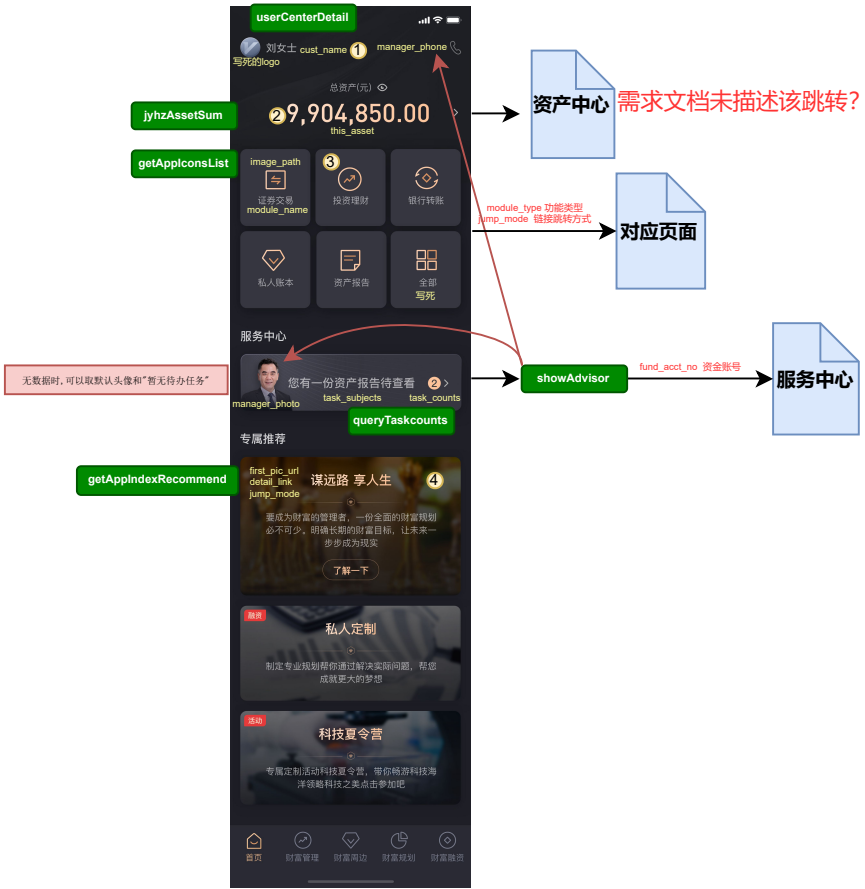 userCenterDetail
刘女士 cust_name 1 manager_phone
写死的logo
总资产(元)
jyhzAssetSum
2 9,904,850.00
this_asset
资产中心
需求文档未描述该跳转？
getAppIconsList
image_path
3
证券交易
module_name
投资理财
银行转账
module_type 功能类型
jump_mode 链接跳转方式
对应页面
私人账本
资产报告
全部
写死
服务中心
无数据时,可以取默认头像和"暂无待办任务"
您有一份资产报告待查看 2
manager_photo
task_subjects
task_counts
showAdvisor
fund_acct_no 资金账号
服务中心
queryTaskcounts
专属推荐
getAppIndexRecommend
first_pic_url
detail_link
jump_mode
谋远路 享人生
4
要成为财富的管理者，一份全面的财富规划
必不可少。明确长期的财富目标，让未来一
步步成为现实
了解一下
融资
私人定制
制定专业规划帮你通过解决实际问题，帮您
成就更大的梦想
活动
科技夏令营
专属定制活动科技夏令营，带你畅游科技海
洋领略科技之美点击参加吧
首页 财富管理 财富周边 财富规划 财富融资